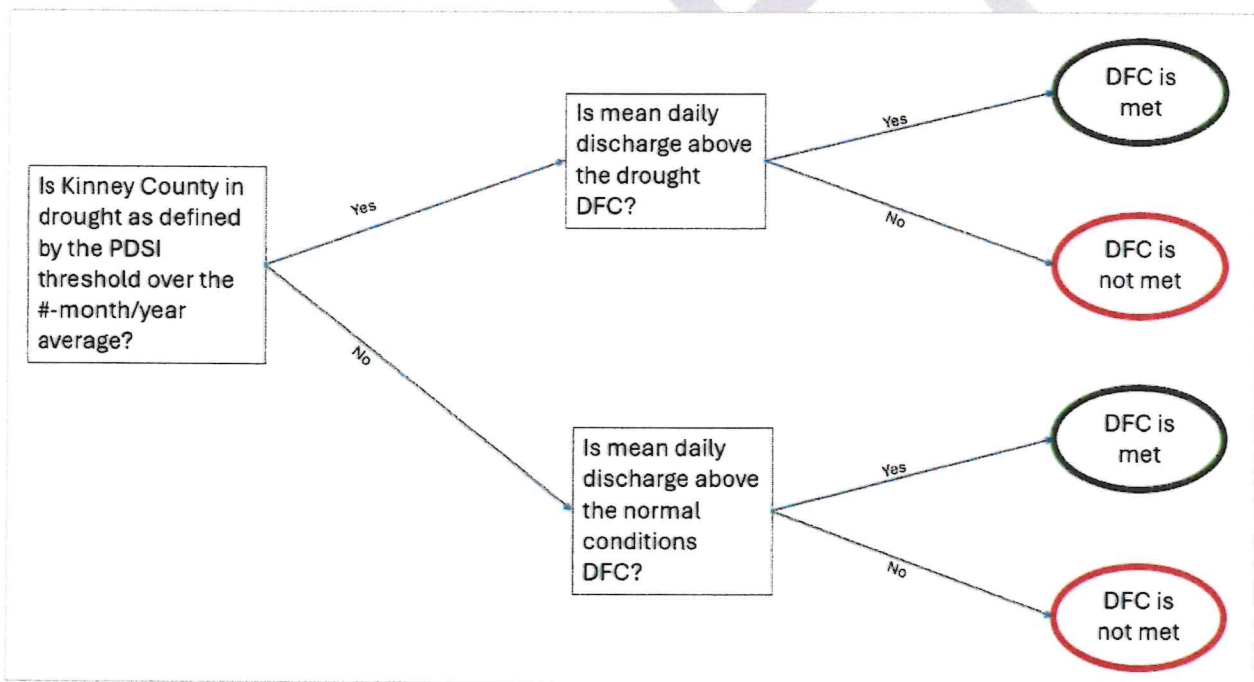 Is Kinney County in
drought as defined
by the PDSI
threshold over the
#-month/year
average?
Yes
No
Is mean daily
discharge above
the drought
DFC?
Yes
No
DFC is
met
DFC is
not met
Is mean daily
discharge above
the normal
conditions
DFC?
Yes
No
DFC is
met
DFC is
not met